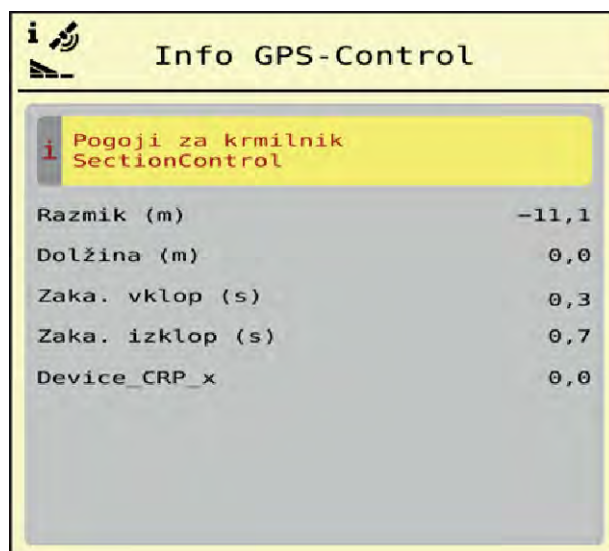 i
Info GPS-Control
i
Pogoji za krmilnik
SectionControl
Razmik (m) –11,1
Dolžina (m) 0,0
Zaka. vklop (s) 0,3
Zaka. izklop (s) 0,7
Device_CRP_x 0,0